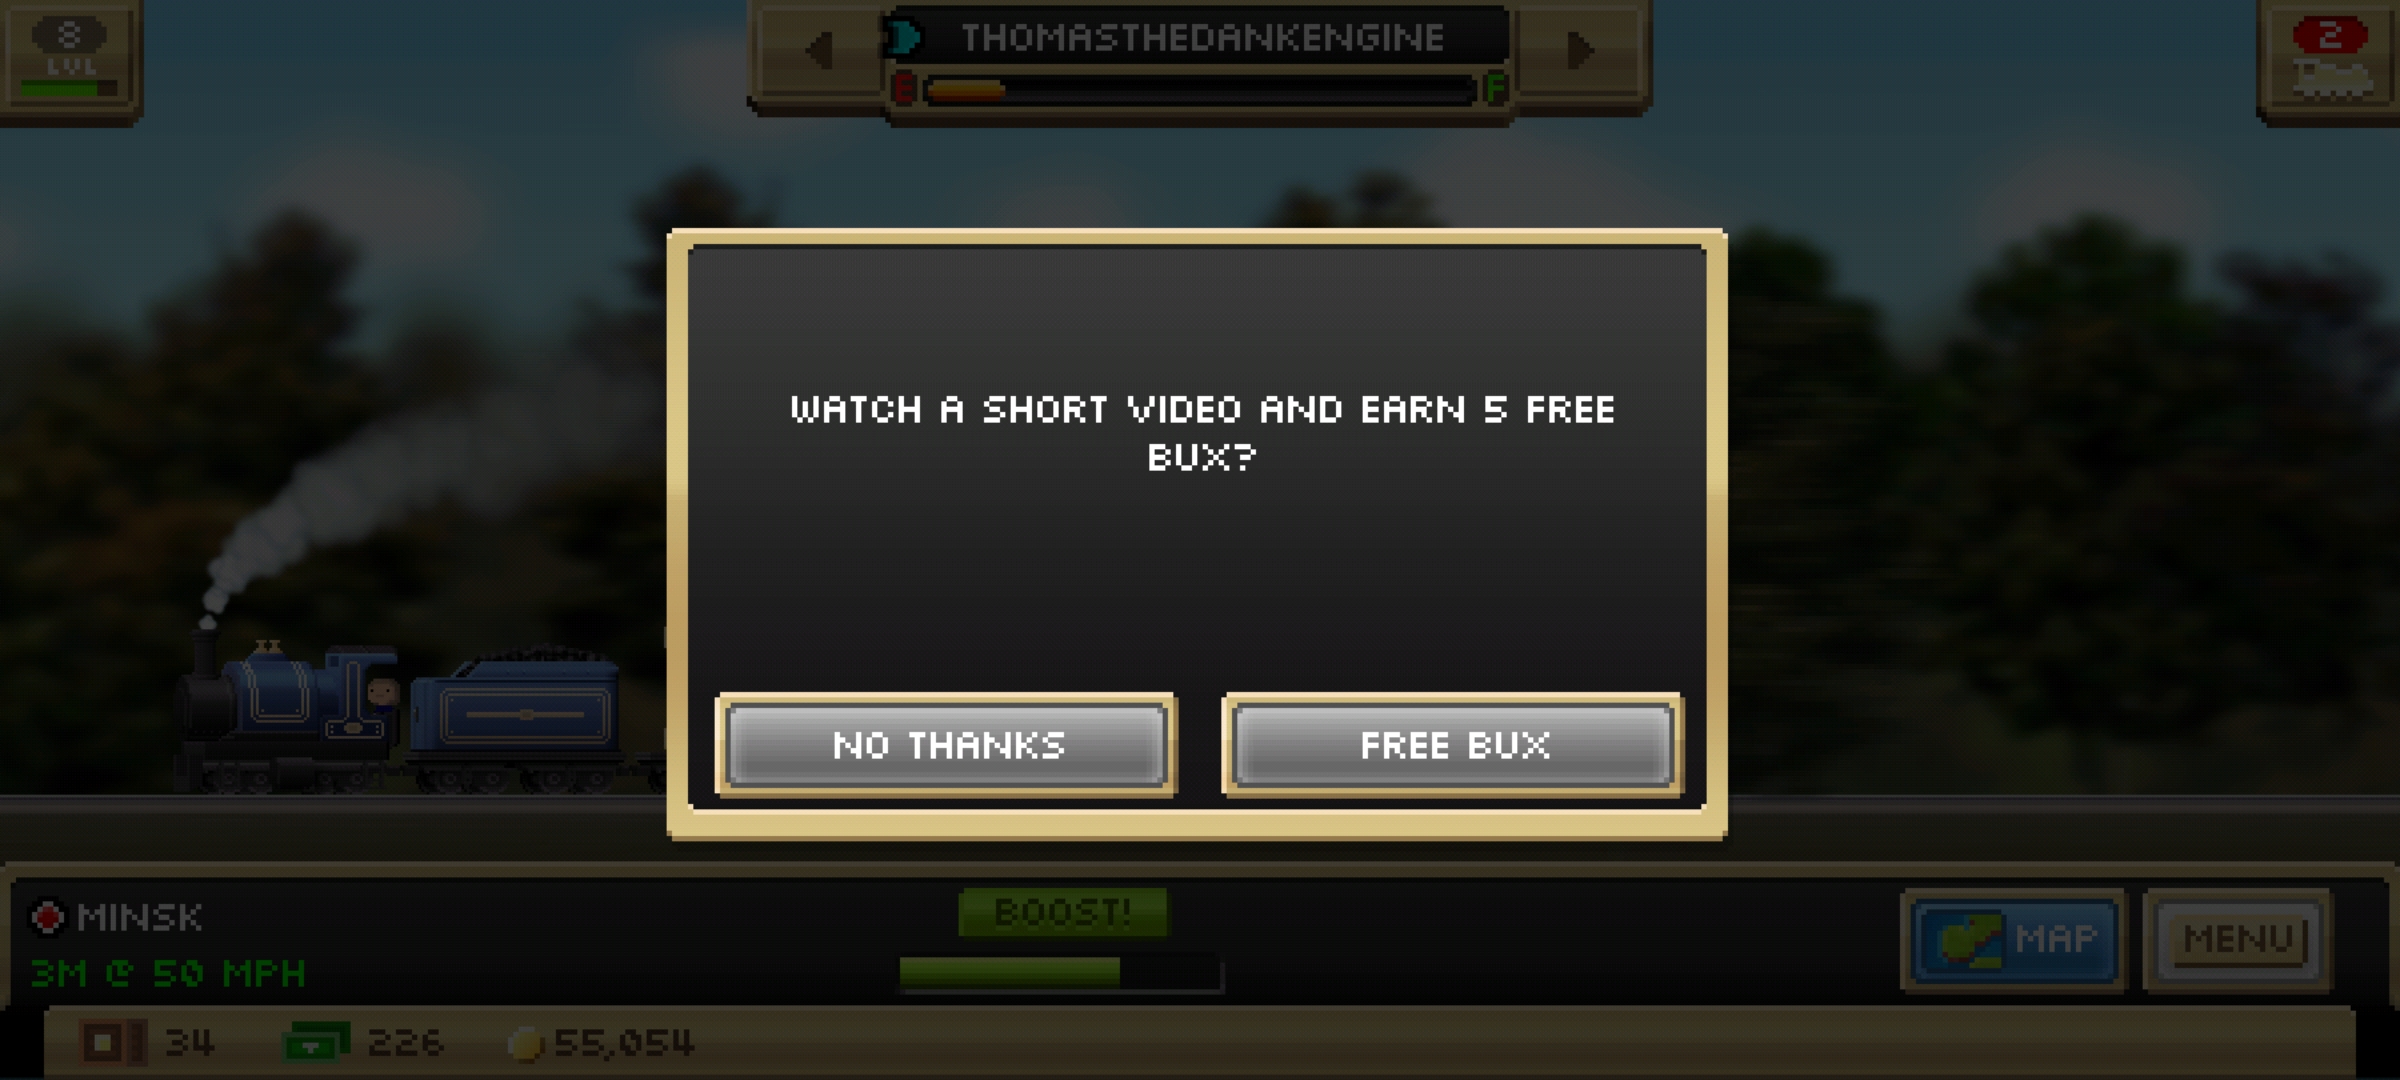 8
LVL
THOMASTHEDANKENGINE
E F
2
WATCH A SHORT VIDEO AND EARN 5 FREE
BUX?
NO THANKS
FREE BUX
MINSK
3M @ 50 MPH
BOOST!
MAP
MENU
34
226
55,054